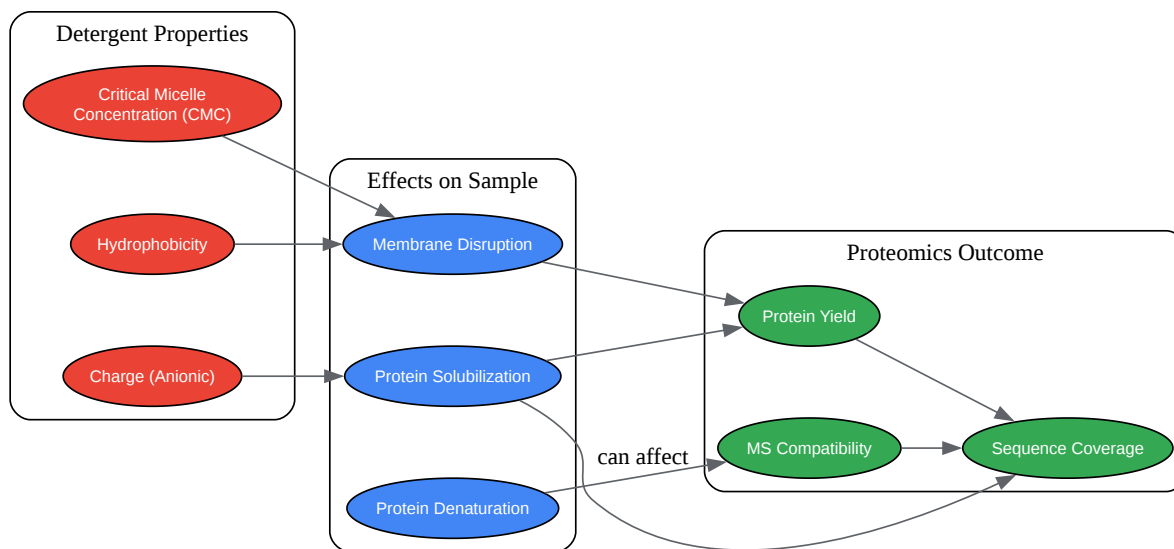 Detergent Properties
Critical Micelle
Concentration (CMC)
Hydrophobicity
Charge (Anionic)
Effects on Sample
Membrane Disruption
Protein Solubilization
Protein Denaturation
can affect
Proteomics Outcome
Protein Yield
MS Compatibility
Sequence Coverage